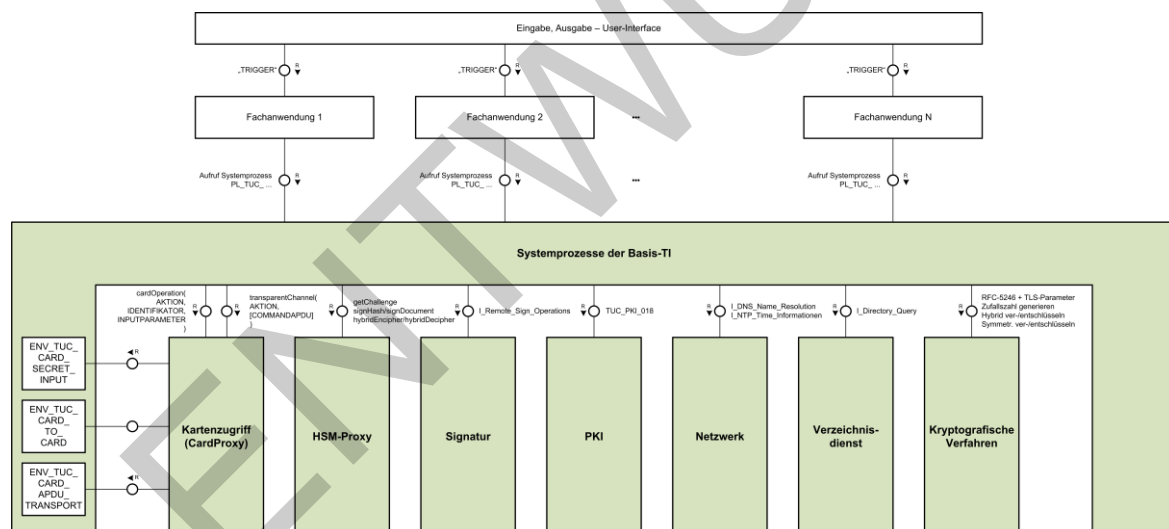 Eingabe, Ausgabe – User-Interface
„TRIGGER“
R
„TRIGGER“
R
„TRIGGER“
R
Fachanwendung 1
Fachanwendung 2
...
Fachanwendung N
Aufruf Systemprozess
PL_TUC_ ...
R
Aufruf Systemprozess
PL_TUC_ ...
R
...
Aufruf Systemprozess
PL_TUC_ ...
R
Systemprozesse der Basis-TI
cardOperation(
AKTION,
IDENTIFIKATOR,
INPUTPARAMETER
)
R
R
transparentChannel(
AKTION,
[COMMANDAPDU]
)
R
getChallenge
signHash/signDocument
hybridEncipher/hybridDecipher
R
I_Remote_Sign_Operations
R
TUC_PKI_018
R
I_DNS_Name_Resolution
I_NTP_Time_Informationen
R
I_Directory_Query
R
RFC-5246 + TLS-Parameter
Zufallszahl generieren
Hybrid ver-/entschlüsseln
Symmetr. ver-/entschlüsseln
ENV_TUC_
CARD_
SECRET_
INPUT
R
ENV_TUC_
CARD_
TO_
CARD
ENV_TUC_
CARD_
APDU_
TRANSPORT
R
Kartenzugriff
(CardProxy)
HSM-Proxy
Signatur
PKI
Netzwerk
Verzeichnis-
dienst
Kryptografische
Verfahren
ENTWU